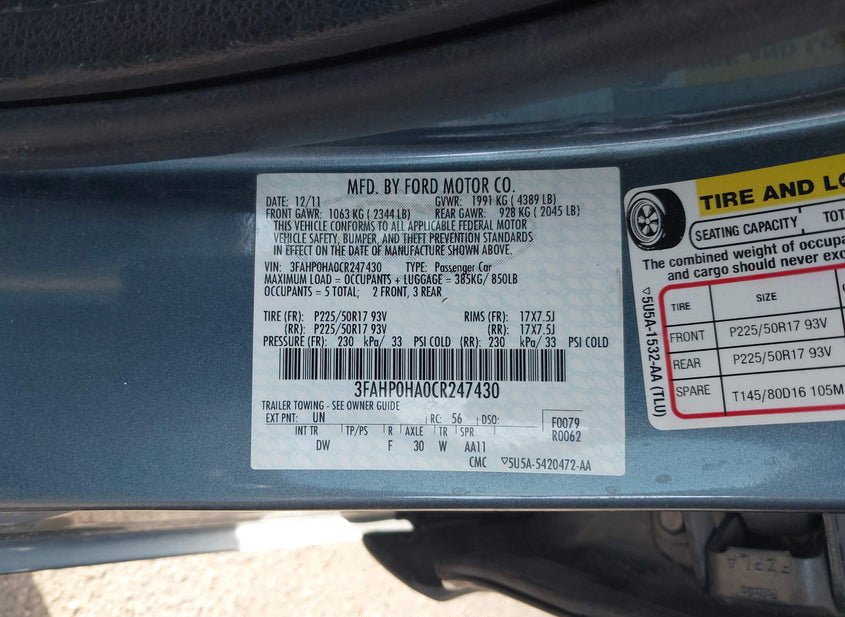 MFD. BY FORD MOTOR CO.
DATE: 12/11 GVWR: 1991 KG ( 4389 LB)
FRONT GAWR: 1063 KG ( 2344 LB) REAR GAWR: 928 KG ( 2045 LB)
THIS VEHICLE CONFORMS TO ALL APPLICABLE FEDERAL MOTOR
VEHICLE SAFETY, BUMPER, AND THEFT PREVENTION STANDARDS
IN EFFECT ON THE DATE OF MANUFACTURE SHOWN ABOVE.
VIN: 3FAHP0HA0CR247430 TYPE: Passenger Car
MAXIMUM LOAD = OCCUPANTS + LUGGAGE = 385KG/ 850LB
OCCUPANTS = 5 TOTAL; 2 FRONT, 3 REAR
TIRE (FR): P225/50R17 93V RIMS (FR): 17X7.5J
(RR): P225/50R17 93V (RR): 17X7.5J
PRESSURE (FR): 230 kPa/ 33 PSI COLD (RR): 230 kPa/ 33 PSI COLD
3FAHP0HA0CR247430
TRAILER TOWING - SEE OWNER GUIDE
EXT PNT: UN RC: 56 DSO: F0079
R0062
INT TR TP/PS R AXLE TR SPR
DW F 30 W AA11
CMC ▽5U5A-5420472-AA
TIRE AND LO
SEATING CAPACITY TOT
The combined weight of occupa
and cargo should never exc
TIRE SIZE
FRONT P225/50R17 93V
REAR P225/50R17 93V
SPARE T145/80D16 105M
▽5U5A-1532-AA (TLU)